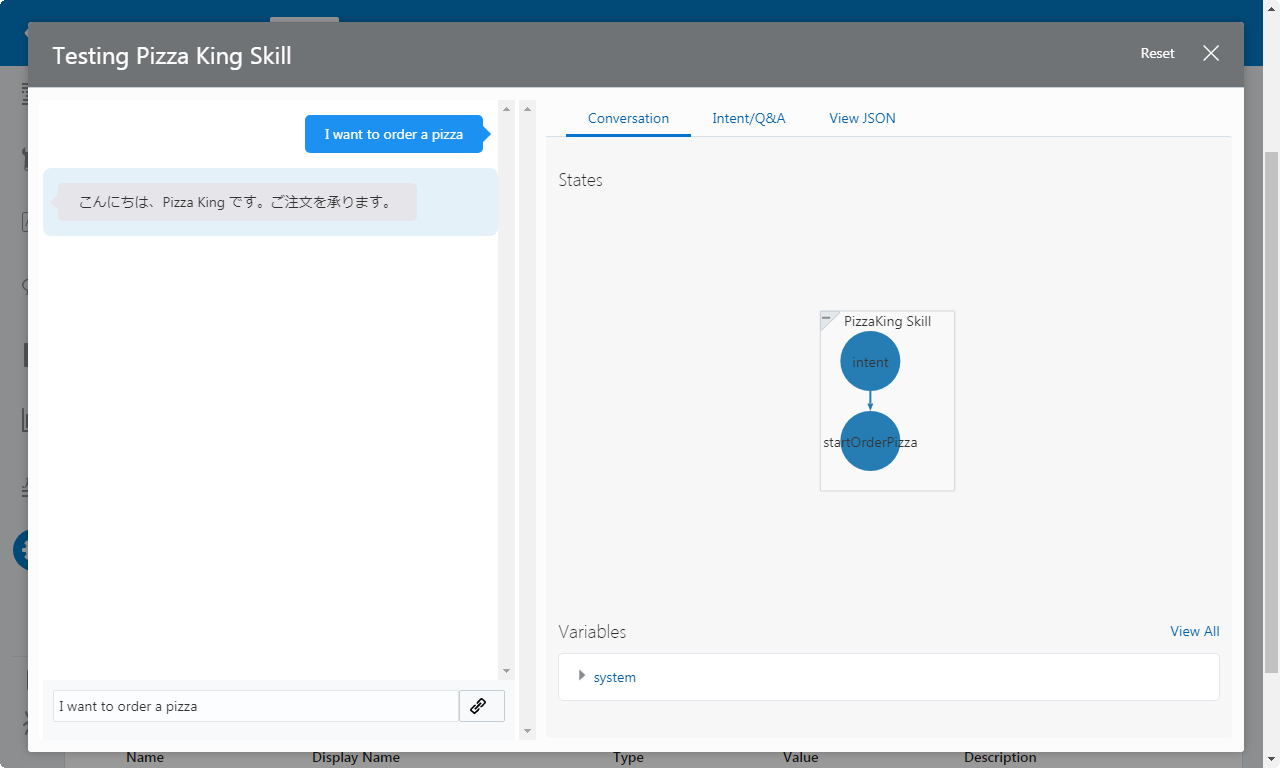 Testing Pizza King Skill
Reset
I want to order a pizza
こんにちは、Pizza King です。ご注文を承ります。
I want to order a pizza
Conversation
Intent/Q&A
View JSON
States
PizzaKing Skill
intent
startOrderPizza
Variables
View All
system
Name
Display Name
Type
Value
Description